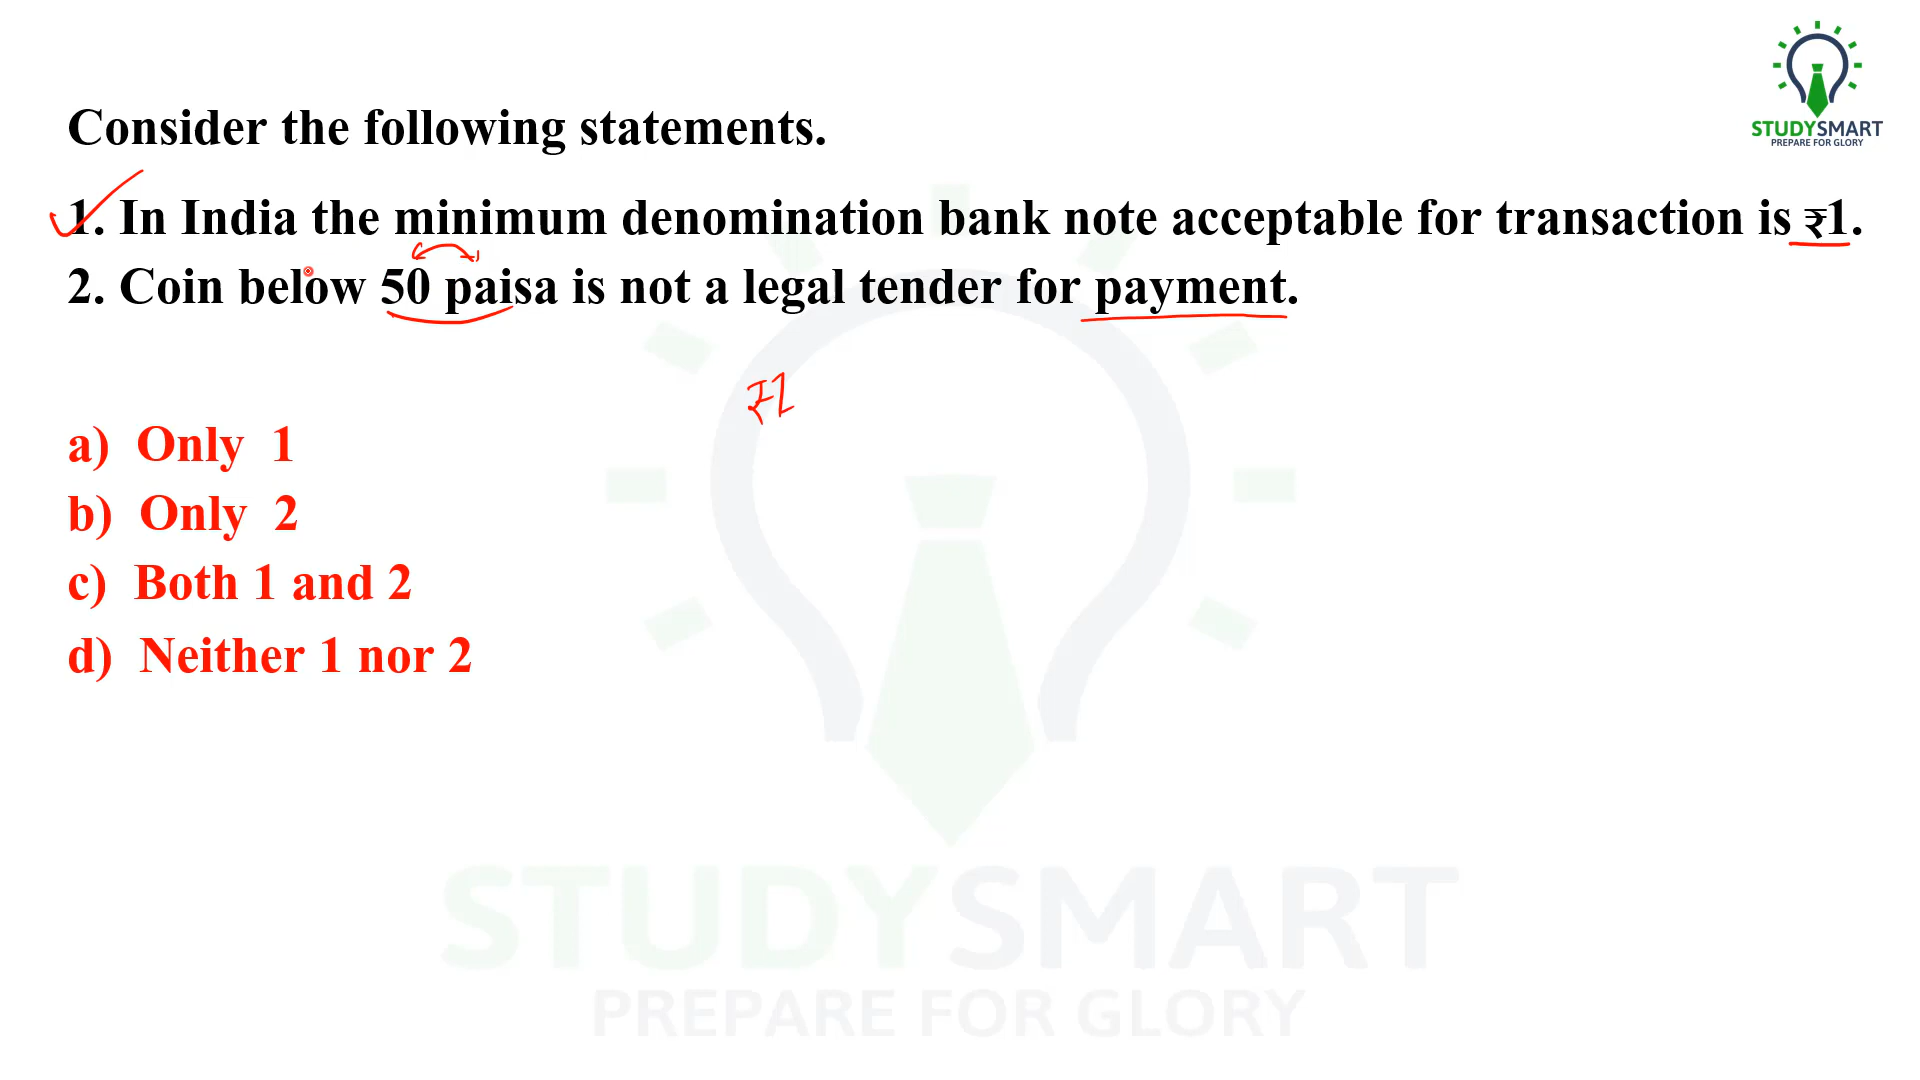 STUDYSMART
PREPARE FOR GLORY
Consider the following statements.
1. In India the minimum denomination bank note acceptable for transaction is ₹1.
2. Coin below 50 paisa is not a legal tender for payment.
₹1
a) Only 1
b) Only 2
c) Both 1 and 2
d) Neither 1 nor 2
STUDYSMART
PREPARE FOR GLORY